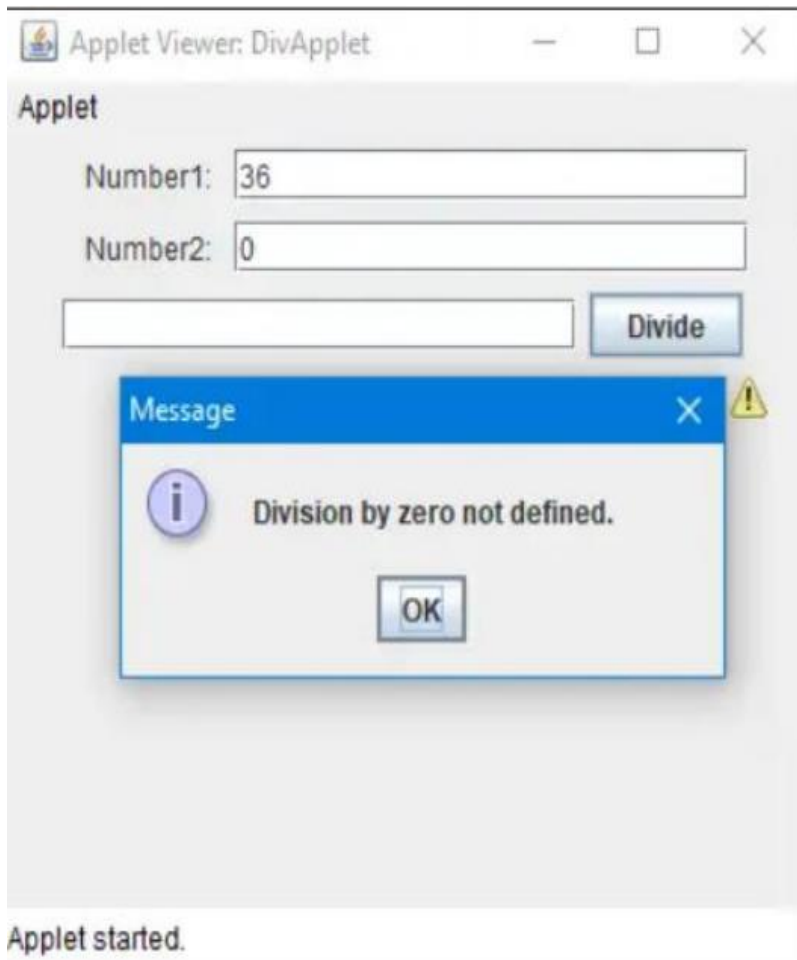 Applet Viewer: DivApplet
Applet
Number1: 36
Number2: 0
Divide
Message
Division by zero not defined.
OK
Applet started.